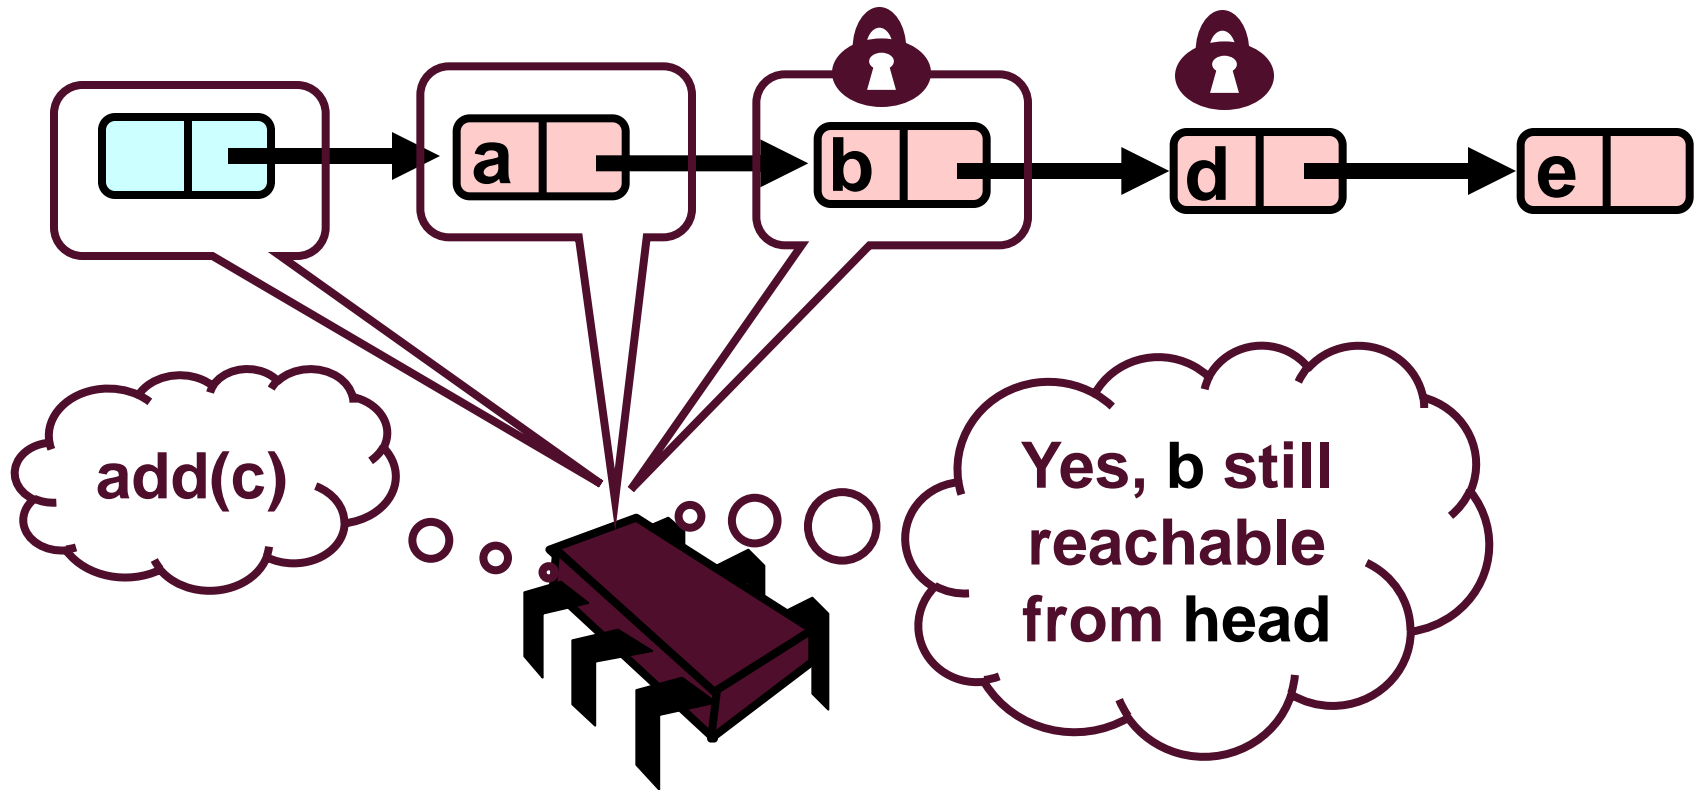 a
b
d
e
add(c)
Yes, b still
reachable
from head